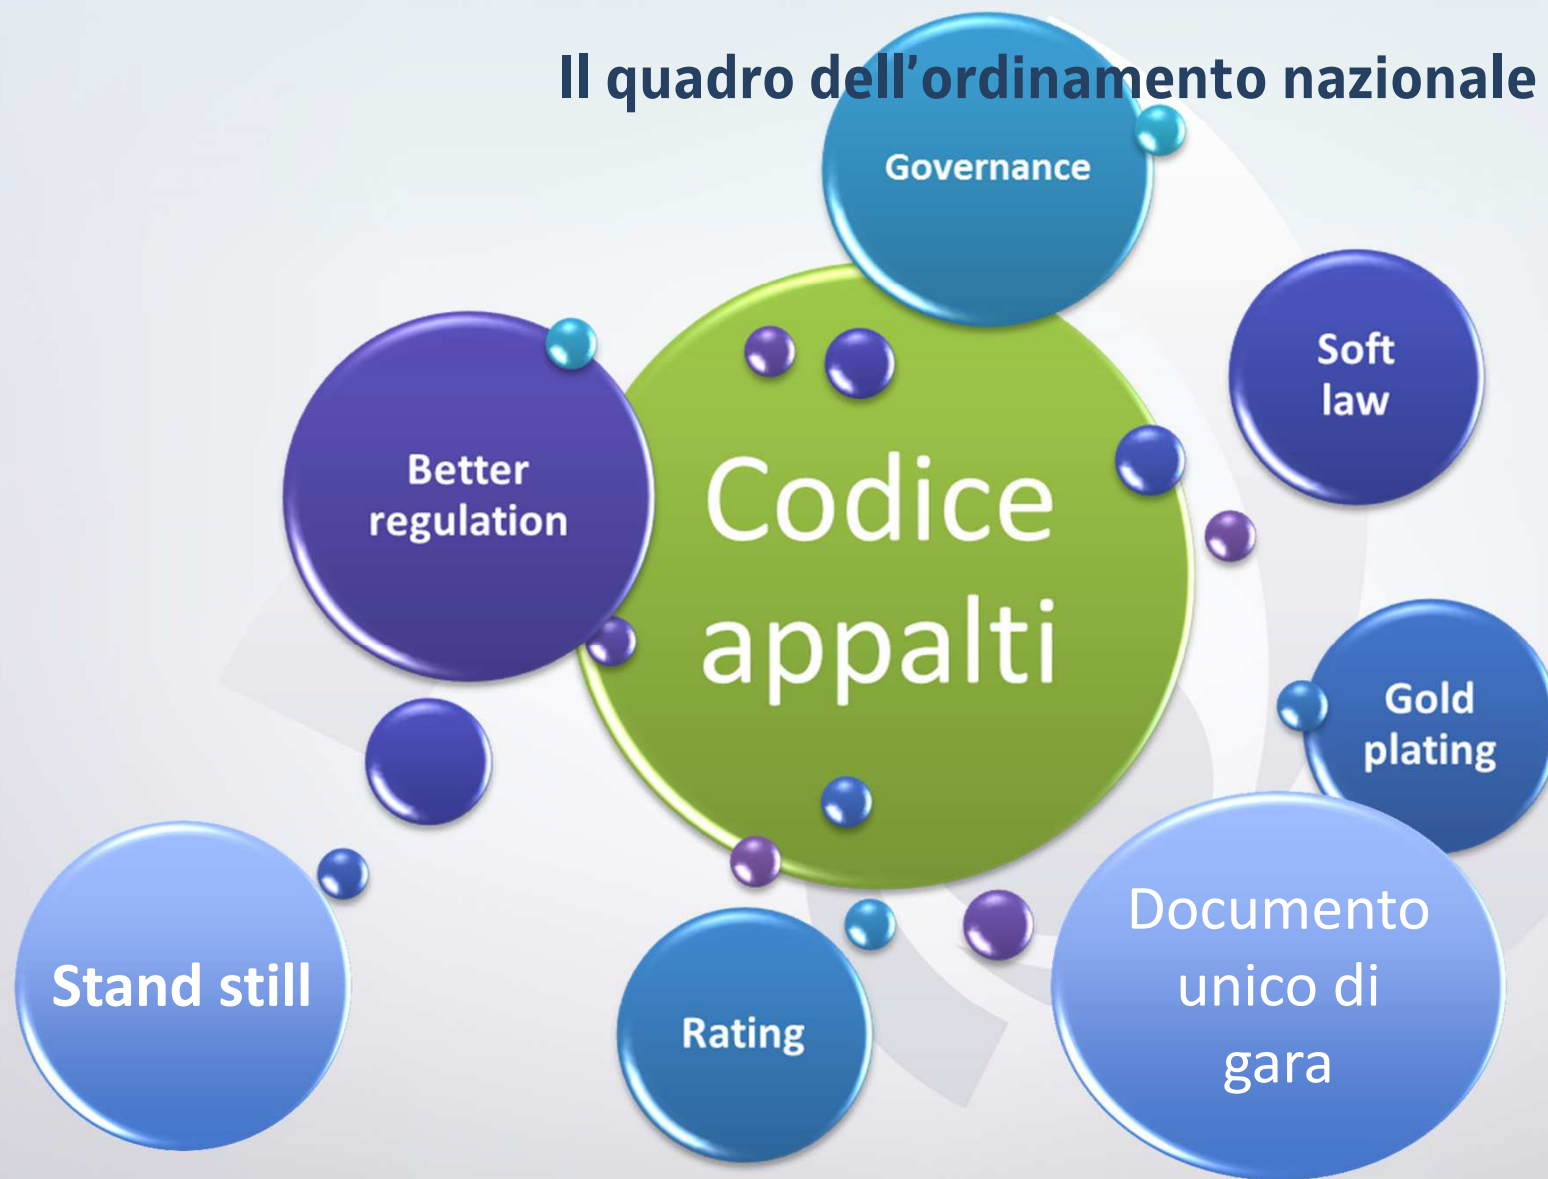 Il quadro dell'ordinamento nazionale
Governance
Soft
law
Better
regulation
Codice
appalti
Gold
plating
Documento
unico di
gara
Stand still
Rating